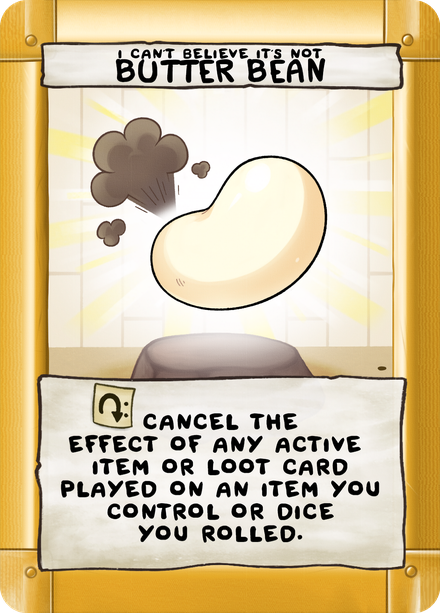 I CAN'T BELIEVE IT'S NOT
BUTTER BEAN
: CANCEL THE
EFFECT OF ANY ACTIVE
ITEM OR LOOT CARD
PLAYED ON AN ITEM YOU
CONTROL OR DICE
YOU ROLLED.